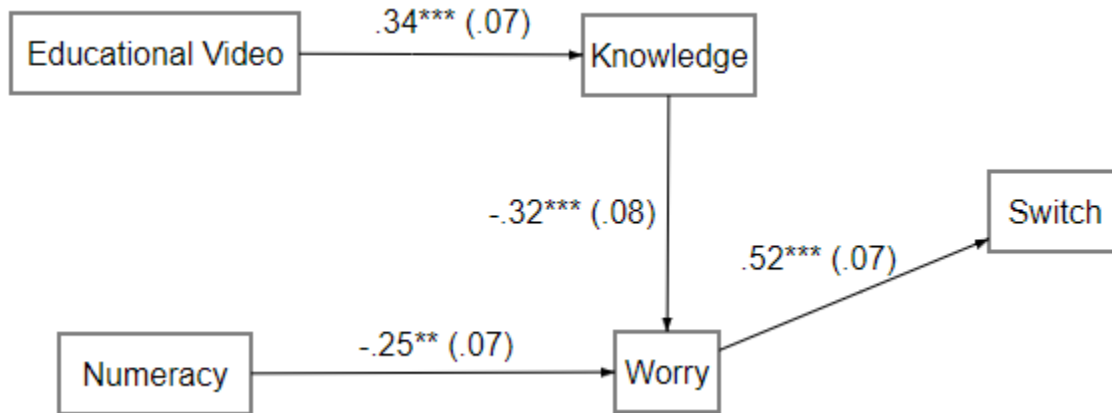 .34*** (.07)
Educational Video
Knowledge
-.32*** (.08)
Switch
.52*** (.07)
-.25** (.07)
Numeracy
Worry